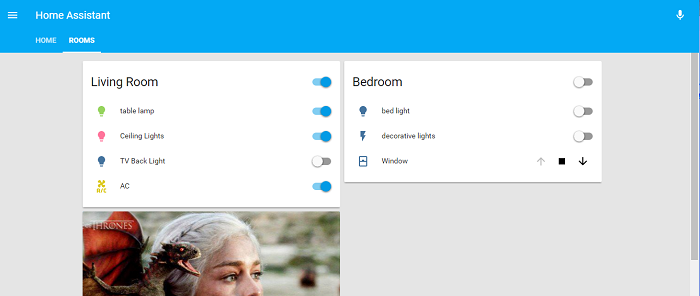 Home Assistant
HOME
ROOMS
Living Room
table lamp
Ceiling Lights
TV Back Light
A/C
AC
Bedroom
bed light
decorative lights
Window
THRONES